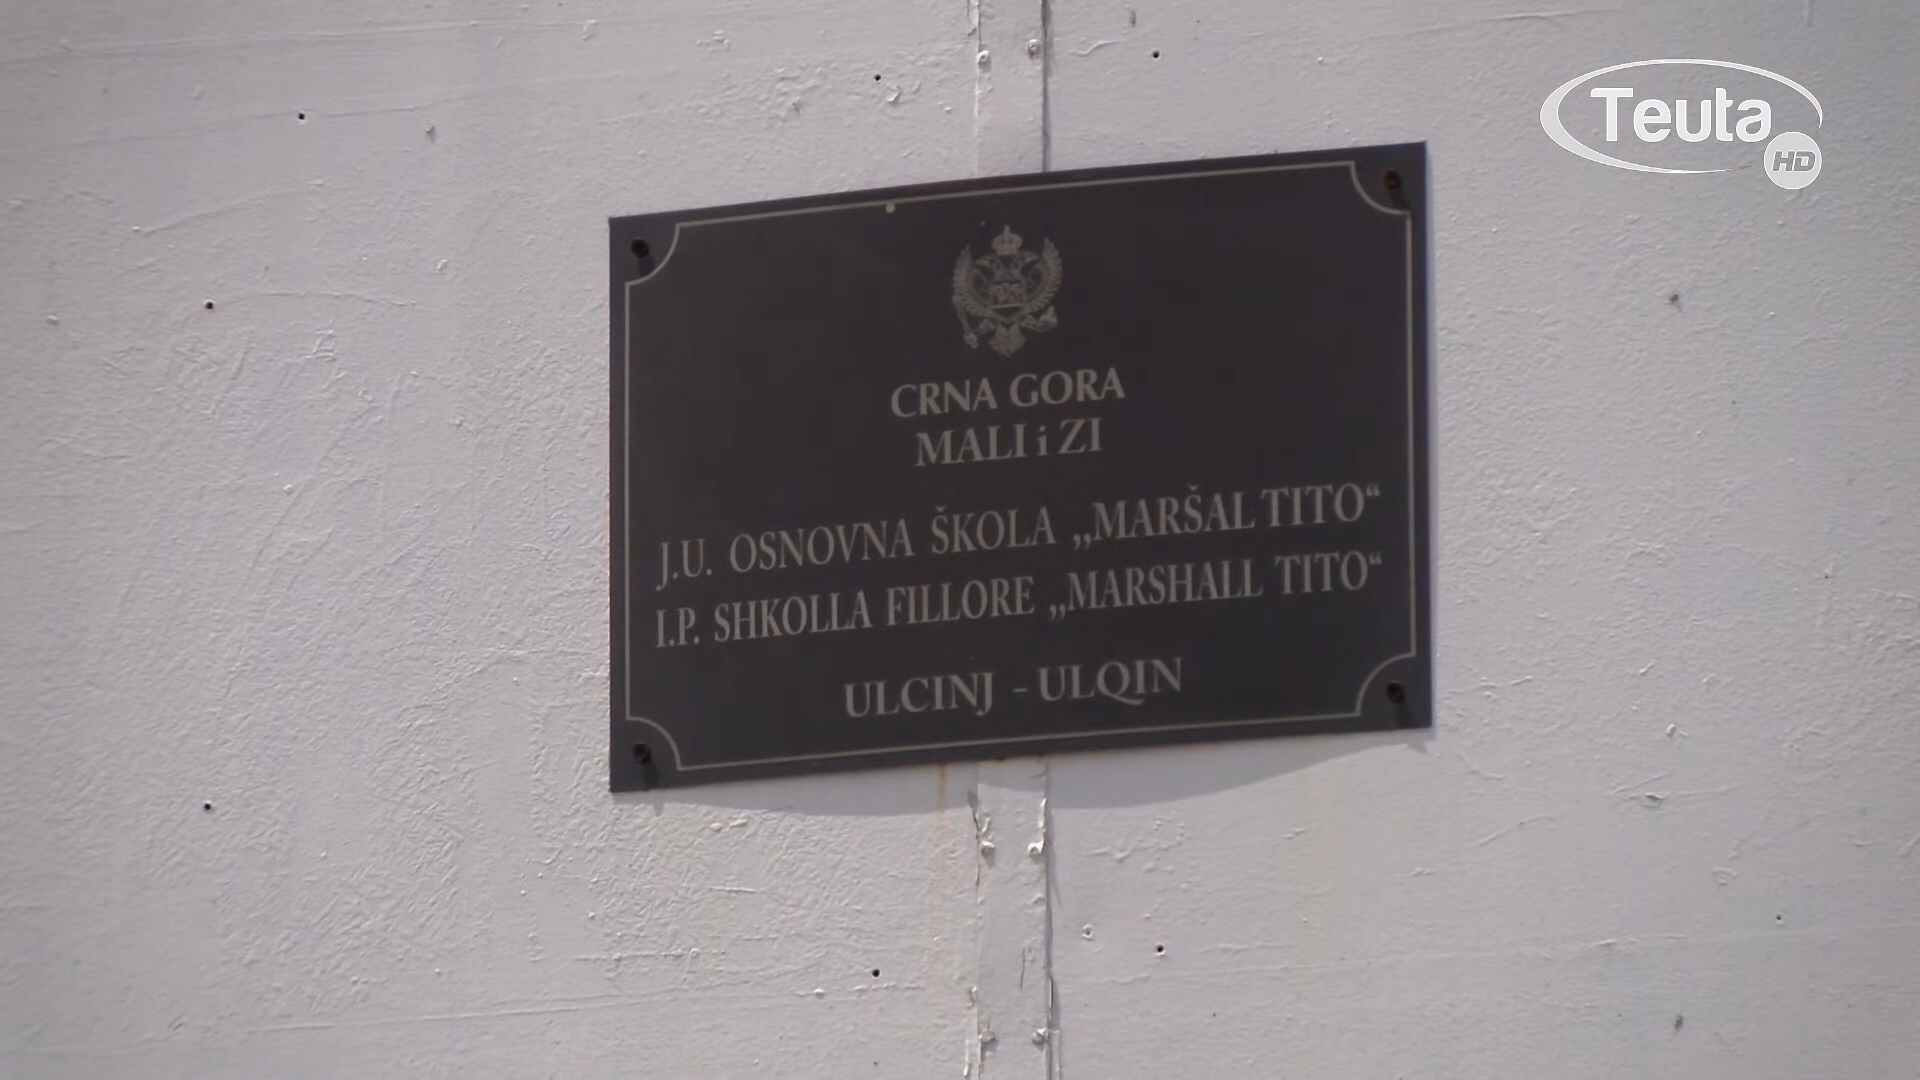 Teuta
HD
CRNA GORA
MALI i ZI
J.U. OSNOVNA ŠKOLA „MARŠAL TITO“
I.P. SHKOLLA FILLORE „MARSHALL TITO“
ULCINJ - ULQIN